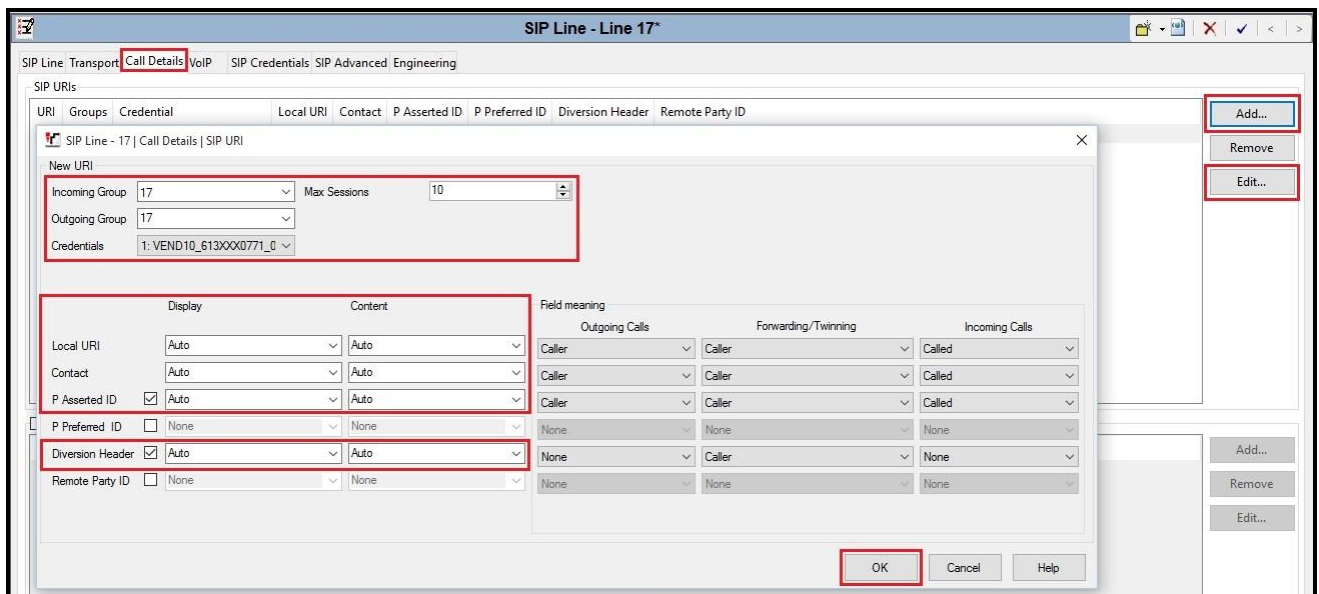 SIP Line - Line 17*
SIP Line Transport Call Details VoIP SIP Credentials SIP Advanced Engineering
SIP URIs
URI Groups Credential Local URI Contact P Asserted ID P Preferred ID Diversion Header Remote Party ID
Add...
SIP Line - 17 | Call Details | SIP URI
Remove
New URI
Edit...
Incoming Group 17 Max Sessions 10
Outgoing Group 17
Credentials 1: VEND10_613XXX0771_0
Display Content Field meaning
Outgoing Calls Forwarding/Twinning Incoming Calls
Local URI Auto Auto Caller Caller Called
Contact Auto Auto Caller Caller Called
P Asserted ID Auto Auto Caller Caller Called
P Preferred ID None None None None None
Diversion Header Auto Auto None Caller None
Add...
Remote Party ID None None None None None
Remove
Edit...
OK Cancel Help